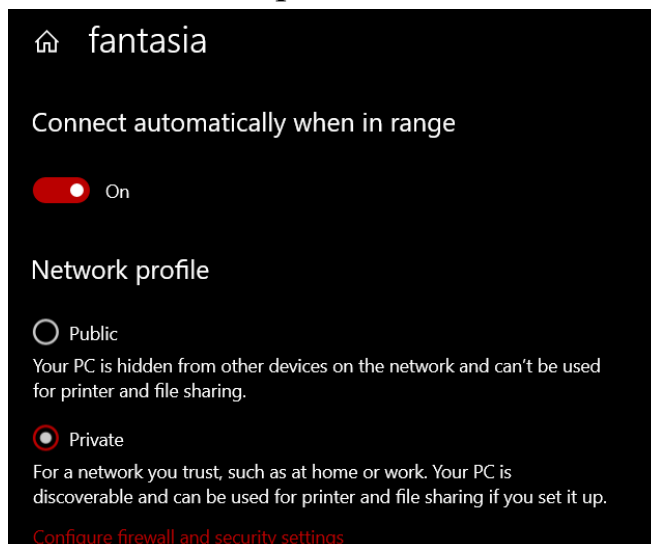 fantasia
Connect automatically when in range
On
Network profile
Public
Your PC is hidden from other devices on the network and can't be used
for printer and file sharing.
Private
For a network you trust, such as at home or work. Your PC is
discoverable and can be used for printer and file sharing if you set it up.
Configure firewall and security settings